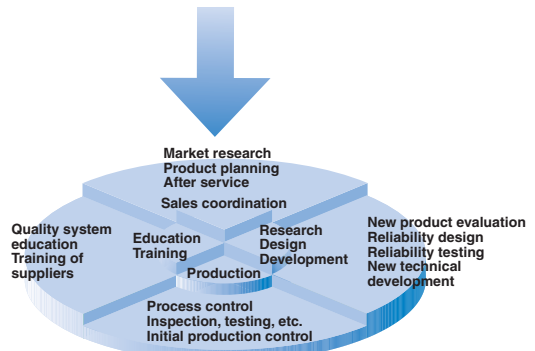 Market research
Product planning
After service
Sales coordination
Quality system
education
Training of
suppliers
Education
Training
Research
Design
Development
New product evaluation
Reliability design
Reliability testing
New technical
development
Production
Process control
Inspection, testing, etc.
Initial production control